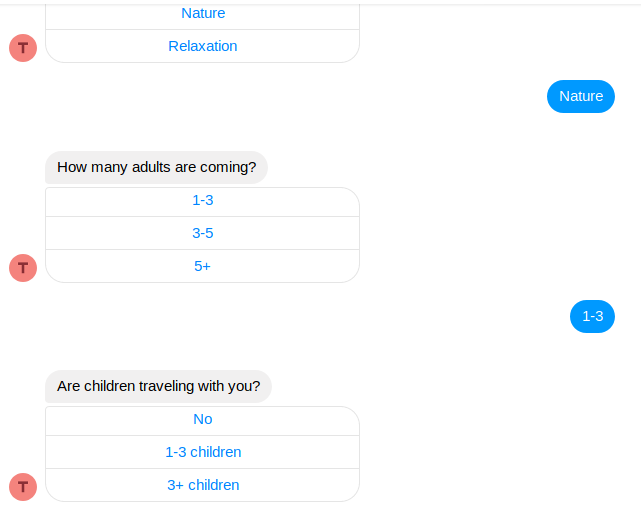 Nature
Relaxation
T
Nature
How many adults are coming?
1-3
3-5
5+
T
1-3
Are children traveling with you?
No
1-3 children
3+ children
T